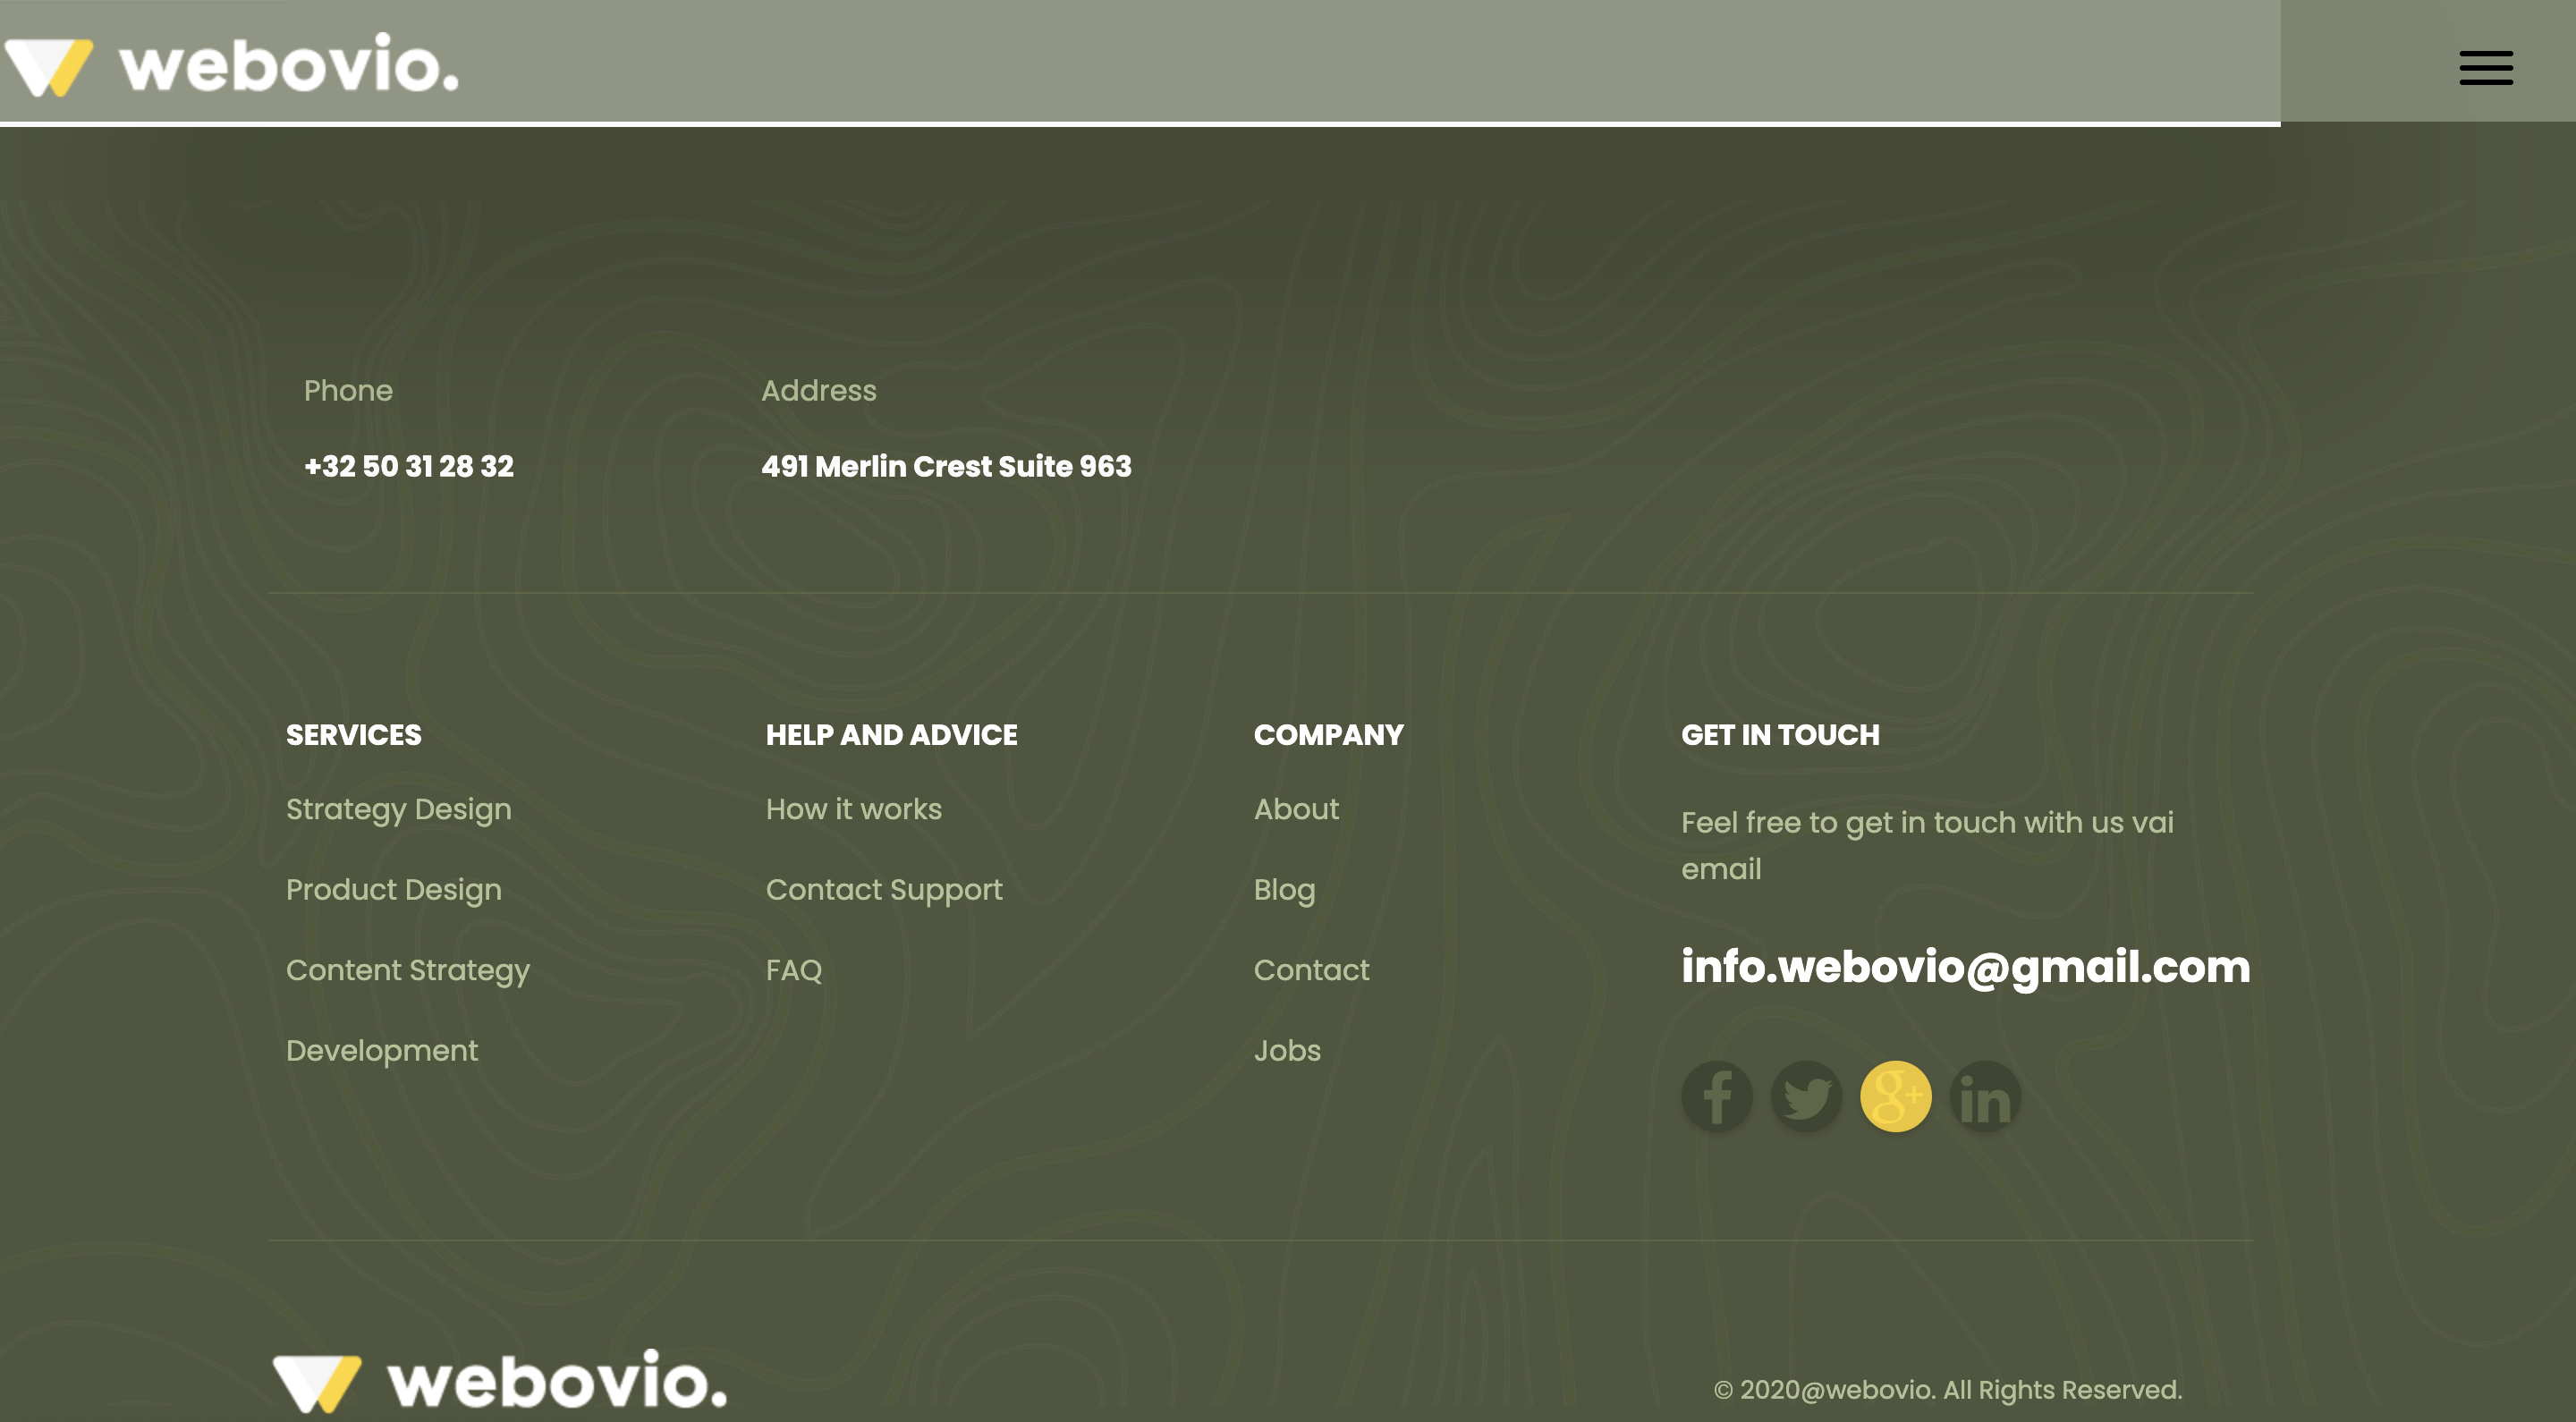 webovio.
Phone
Address
+32 50 31 28 32
491 Merlin Crest Suite 963
SERVICES
Strategy Design
Product Design
Content Strategy
Development
HELP AND ADVICE
How it works
Contact Support
FAQ
COMPANY
About
Blog
Contact
Jobs
GET IN TOUCH
Feel free to get in touch with us vai
email
info.webovio@gmail.com
f
g+
in
webovio.
© 2020@webovio. All Rights Reserved.